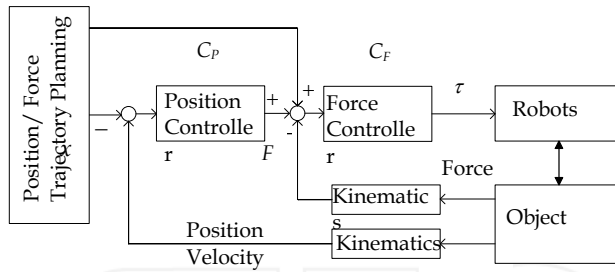 Position/ Force
Trajectory Planning
C_P
C_F
+
−
Position
Controlle
r
+
F
-
Force
Controlle
r
τ
Robots
Force
Kinematic
s
Object
Position
Velocity
Kinematics